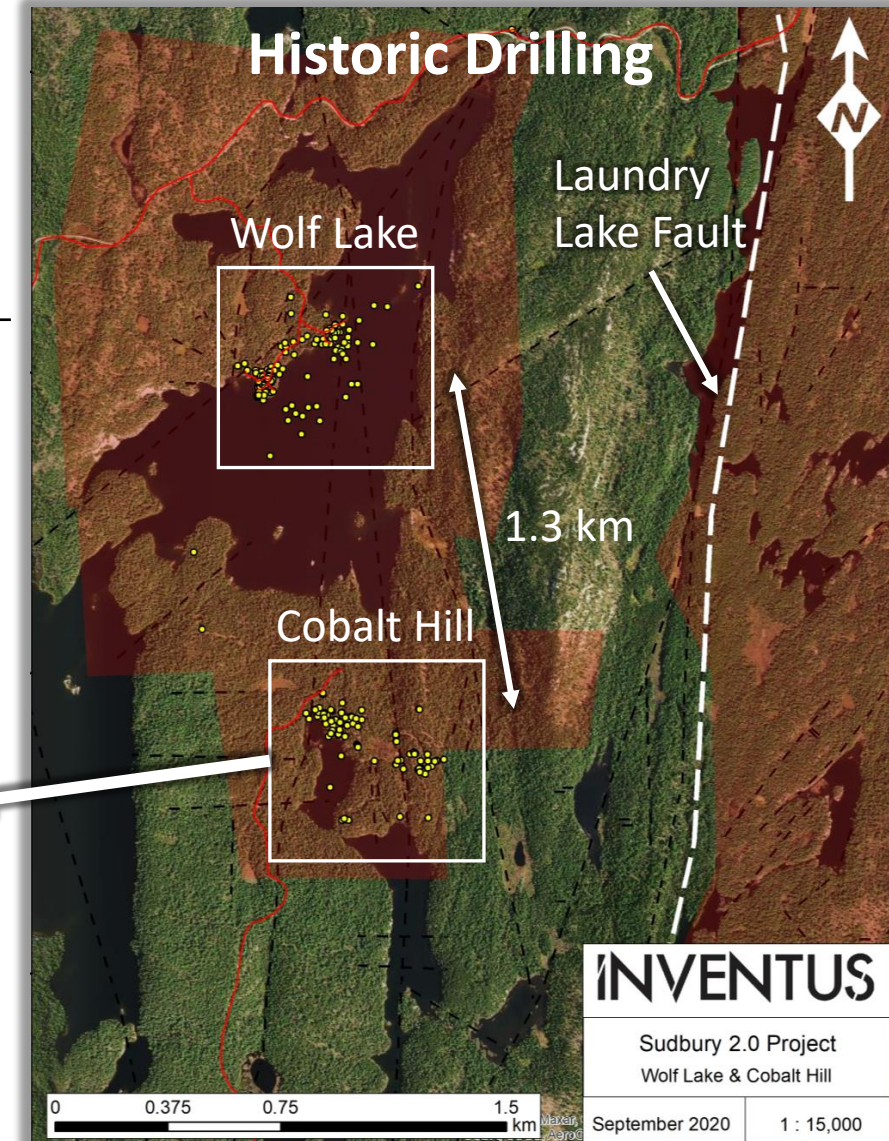 Historic Drilling
N
Laundry
Lake Fault
Wolf Lake
1.3 km
Cobalt Hill
INVENTUS
Sudbury 2.0 Project
Wolf Lake & Cobalt Hill
September 2020
1 : 15,000
0 0.375 0.75 1.5
km
Maxar,